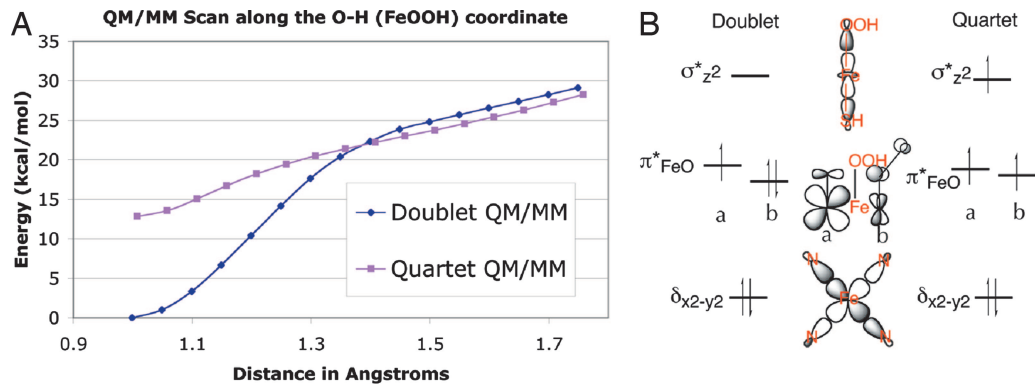 A
QM/MM Scan along the O-H (FeOOH) coordinate
Energy (kcal/mol)
35
30
25
20
15
10
5
0
0.9
1.1
1.3
1.5
1.7
Distance in Angstroms
Doublet QM/MM
Quartet QM/MM
B
Doublet
Quartet
OOH
Fe
SH
σ*z2
σ*z2
π*FeO
a
b
OOH
Fe
a
b
π*FeO
a
b
δx2-y2
N
N
Fe
N
N
δx2-y2